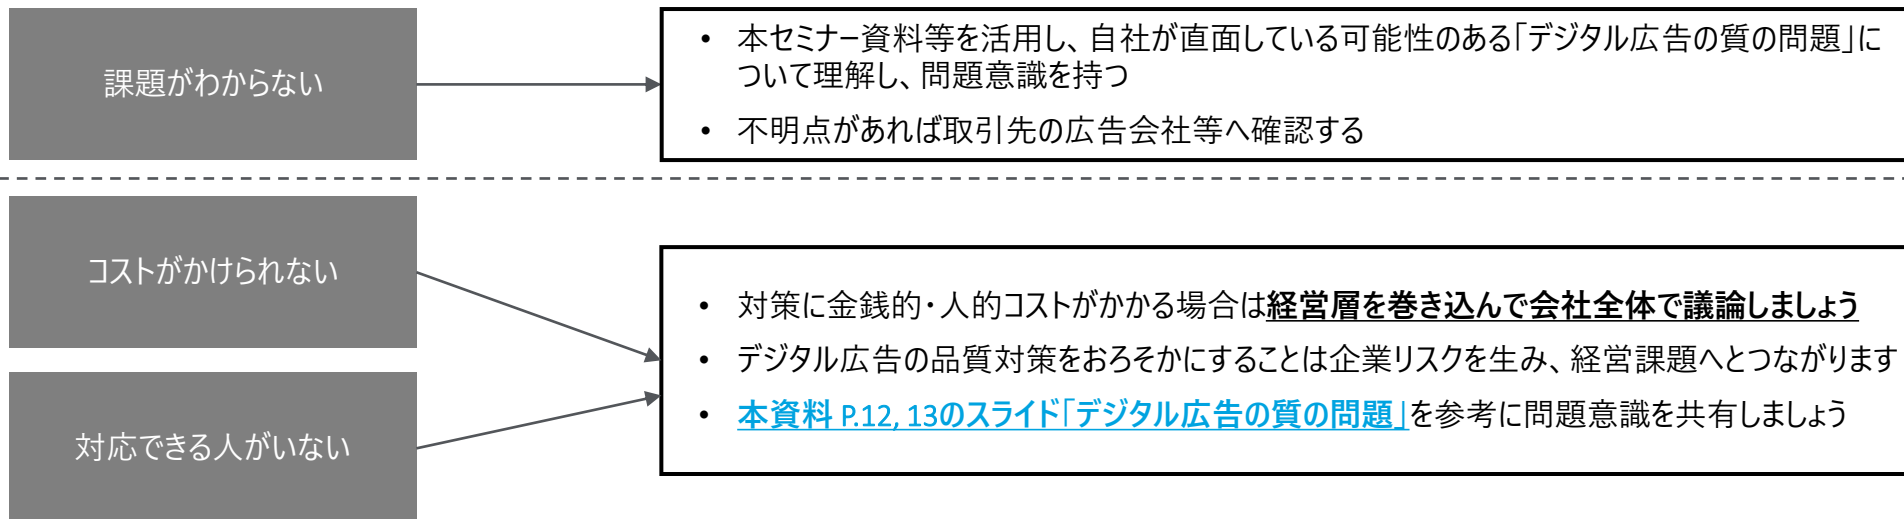 課題がわからない
• 本セミナー資料等を活用し、自社が直面している可能性のある「デジタル広告の質の問題」に
ついて理解し、問題意識を持つ
• 不明点があれば取引先の広告会社等へ確認する
コストがかけられない
対応できる人がいない
• 対策に金銭的・人的コストがかかる場合は経営層を巻き込んで会社全体で議論しましょう
• デジタル広告の品質対策をおろそかにすることは企業リスクを生み、経営課題へとつながります
• 本資料 P.12, 13のスライド「デジタル広告の質の問題」を参考に問題意識を共有しましょう